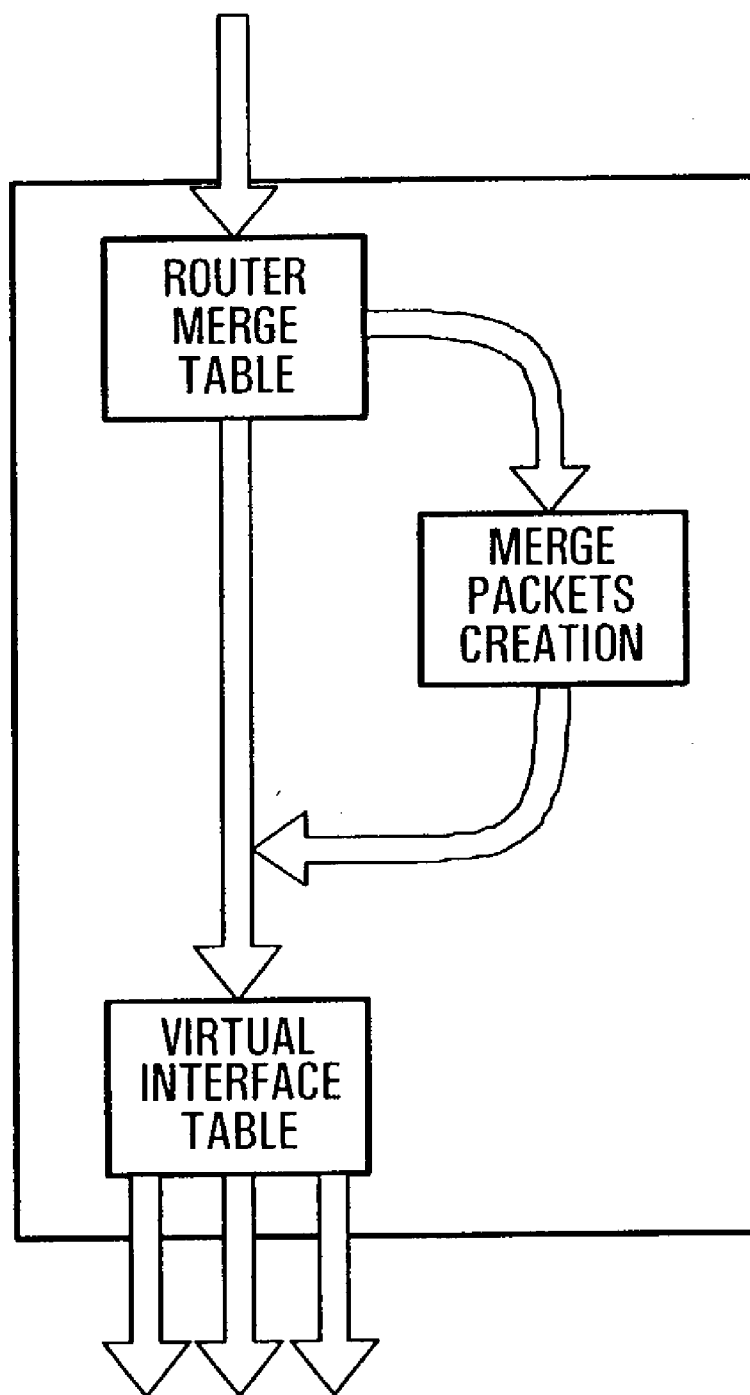 ROUTER
MERGE
TABLE
MERGE
PACKETS
CREATION
VIRTUAL
INTERFACE
TABLE